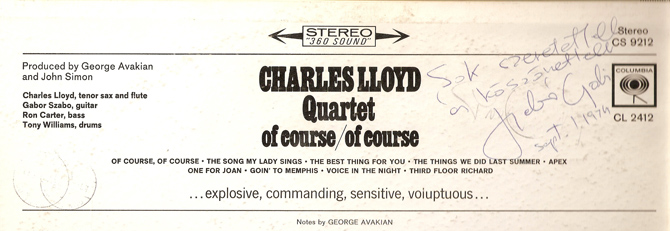 STEREO
"360 SOUND"
Stereo
CS 9212
Produced by George Avakian
and John Simon
Charles Lloyd, tenor sax and flute
Gabor Szabo, guitar
Ron Carter, bass
Tony Williams, drums
CHARLES LLOYD
Quartet
of course/of course
Sok szeretettel
Sept. 1, 1974
COLUMBIA
CL 2412
OF COURSE, OF COURSE • THE SONG MY LADY SINGS • THE BEST THING FOR YOU • THE THINGS WE DID LAST SUMMER • APEX
ONE FOR JOAN • GOIN' TO MEMPHIS • VOICE IN THE NIGHT • THIRD FLOOR RICHARD
...explosive, commanding, sensitive, voluptuous...
Notes by GEORGE AVAKIAN